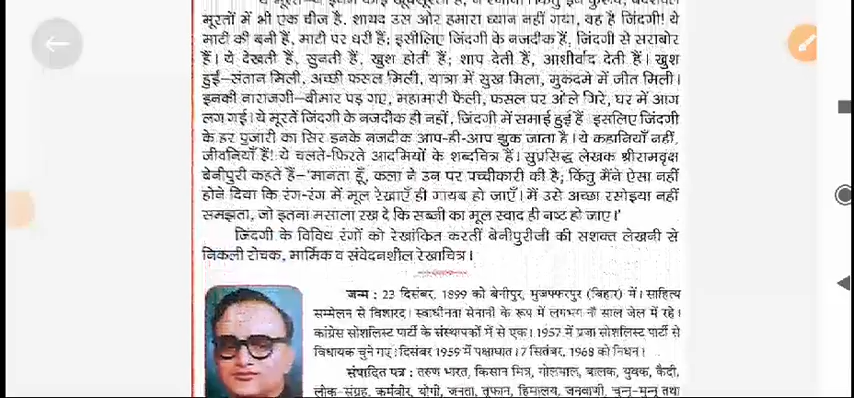 मूरतों में भी एक चीज है, शायद उस ओर हमारा ध्यान नहीं गया, वह है जिंदगी! ये
माटी की बनी हैं, माटी पर धरी हैं; इसीलिए जिंदगी के नजदीक हैं, जिंदगी से सराबोर
हैं। ये देखती हैं, सुनती हैं, खुश होती हैं; शाप देती हैं, आशीर्वाद देती हैं। खुश
हुईं–संतान मिली, अच्छी फसल मिली, यात्रा में सुख मिला, मुकदमे में जीत मिली।
इनकी नाराजगी–बीमार पड़ गए, महामारी फैली, फसल पर ओले गिरे, घर में आग
लग गई। ये मूरतें जिंदगी के नजदीक ही नहीं, जिंदगी में समाई हुई हैं इसलिए जिंदगी
के हर पुजारी का सिर इनके नजदीक आप-ही-आप झुक जाता है। ये कहानियाँ नहीं,
जीवनियाँ हैं! ये चलते-फिरते आदमियों के शब्दचित्र हैं। सुप्रसिद्ध लेखक श्रीरामवृक्ष
बेनीपुरी कहते हैं–'मानता हूँ, कला ने उन पर पच्चीकारी की है; किंतु मैंने ऐसा नहीं
होने दिया कि रंग-रंग में मूल रेखाएँ ही गायब हो जाएँ। मैं उसे अच्छा रसोइया नहीं
समझता, जो इतना मसाला रख दे कि सब्जी का मूल स्वाद ही नष्ट हो जाए।'
जिंदगी के विविध रंगों को रेखांकित करतीं बेनीपुरीजी की सशक्त लेखनी से
निकली रोचक, मार्मिक व संवेदनशील रेखाचित्र।
जन्म : 23 दिसंबर, 1899 को बेनीपुर, मुजफ्फरपुर (बिहार) में। साहित्य
सम्मेलन से विशारद। स्वाधीनता सेनानी के रूप में लगभग नौ साल जेल में रहे।
कांग्रेस सोशलिस्ट पार्टी के संस्थापकों में से एक। 1957 में प्रजा सोशलिस्ट पार्टी से
विधायक चुने गए। दिसंबर 1959 में पक्षाघात। 7 सितंबर, 1968 को निधन।
संपादित पत्र : तरुण भारत, किसान मित्र, गोलमाल, बालक, युवक, कैदी,
लोक-संग्रह, कर्मवीर, योगी, जनता, तूफान, हिमालय, जनवाणी, चुन्नू-मुन्नू तथा